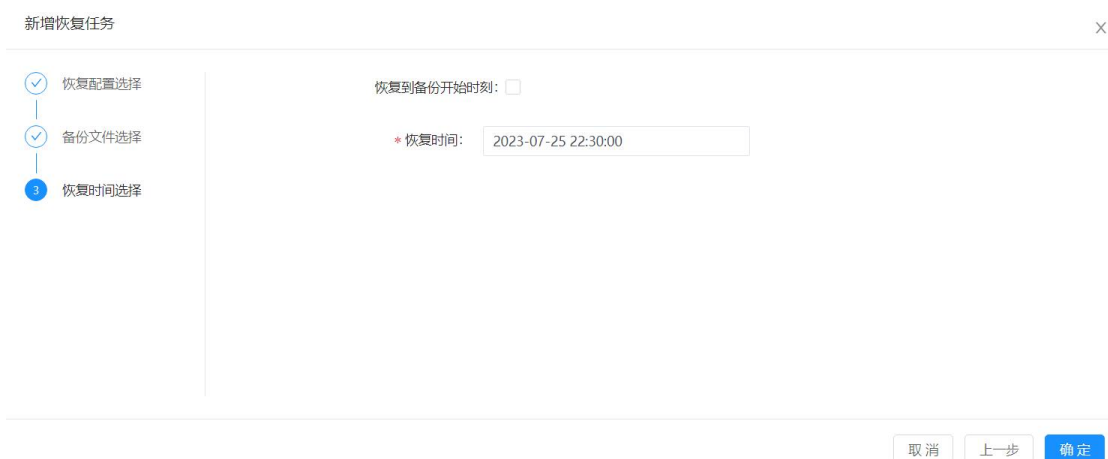 新增恢复任务
恢复配置选择
备份文件选择
3 恢复时间选择
恢复到备份开始时刻：
* 恢复时间： 2023-07-25 22:30:00
取消 上一步 确定